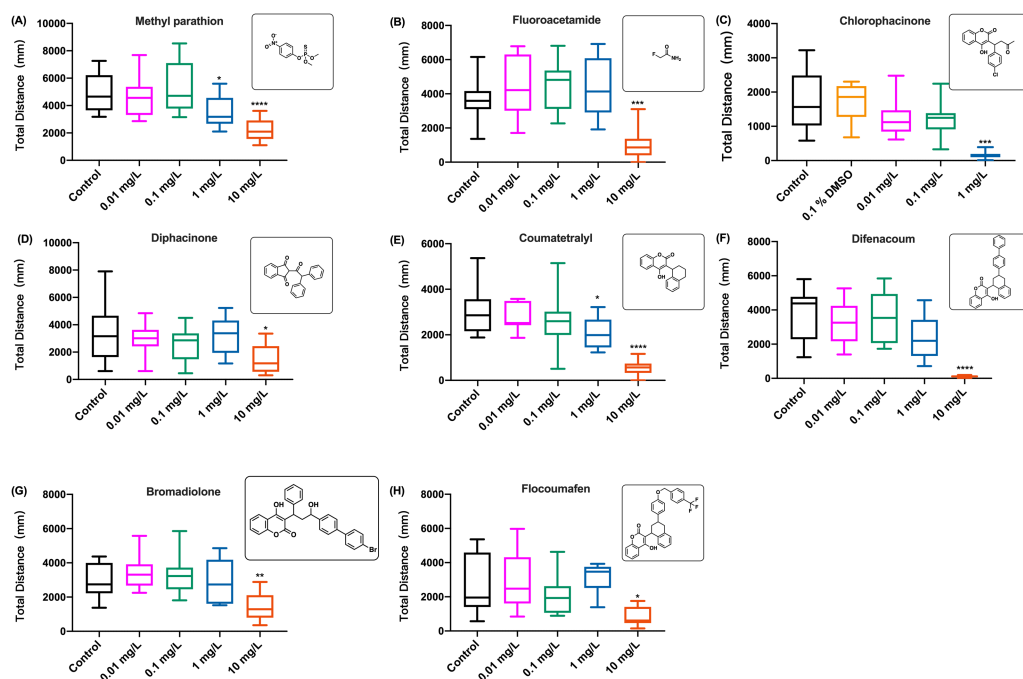 (A)
Methyl parathion
Total Distance (mm)
10000
8000
6000
4000
2000
0
*
****
Control
0.01 mg/L
0.1 mg/L
1 mg/L
10 mg/L
N+
O-
O
O
P
S
O
O
(B)
Fluoroacetamide
Total Distance (mm)
8000
6000
4000
2000
0
***
Control
0.01 mg/L
0.1 mg/L
1 mg/L
10 mg/L
F
O
NH2
(C)
Chlorophacinone
Total Distance (mm)
4000
3000
2000
1000
0
***
Control
0.1 % DMSO
0.01 mg/L
0.1 mg/L
1 mg/L
O
O
O
OH
Cl
(D)
Diphacinone
Total Distance (mm)
10000
8000
6000
4000
2000
0
*
Control
0.01 mg/L
0.1 mg/L
1 mg/L
10 mg/L
O
O
O
(E)
Coumatetralyl
Total Distance (mm)
6000
4000
2000
0
*
****
Control
0.01 mg/L
0.1 mg/L
1 mg/L
10 mg/L
O
O
OH
(F)
Difenacoum
Total Distance (mm)
8000
6000
4000
2000
0
****
Control
0.01 mg/L
0.1 mg/L
1 mg/L
10 mg/L
O
O
OH
(G)
Bromadiolone
Total Distance (mm)
8000
6000
4000
2000
0
**
Control
0.01 mg/L
0.1 mg/L
1 mg/L
10 mg/L
OH
OH
O
O
Br
(H)
Flocoumafen
Total Distance (mm)
8000
6000
4000
2000
0
*
Control
0.01 mg/L
0.1 mg/L
1 mg/L
10 mg/L
O
F
F
F
O
O
OH